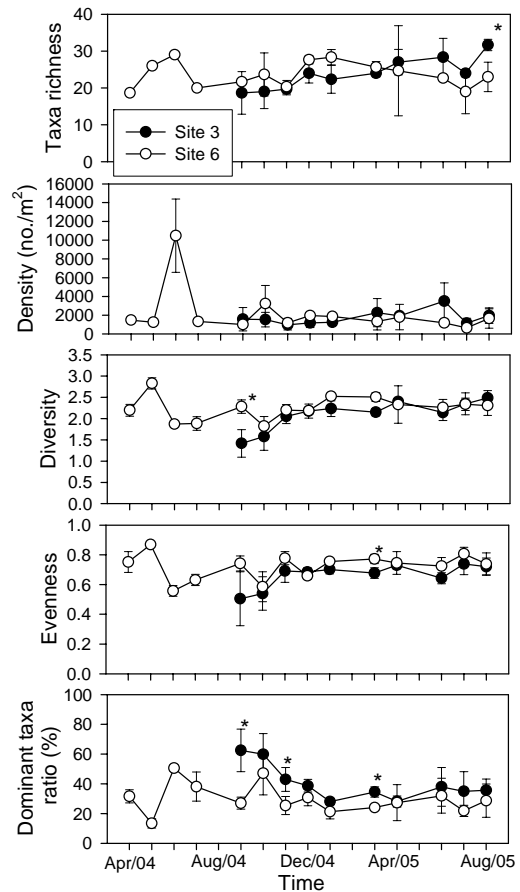 Taxa richness
40
30
20
10
0
*
Site 3
Site 6
Density (no./m²)
16000
14000
12000
10000
8000
6000
4000
2000
0
Diversity
3.5
3.0
2.5
2.0
1.5
1.0
0.5
0.0
*
Evenness
1.0
0.8
0.6
0.4
0.2
0.0
*
Dominant taxa
ratio (%)
100
80
60
40
20
0
*
*
*
Apr/04
Aug/04
Dec/04
Apr/05
Aug/05
Time